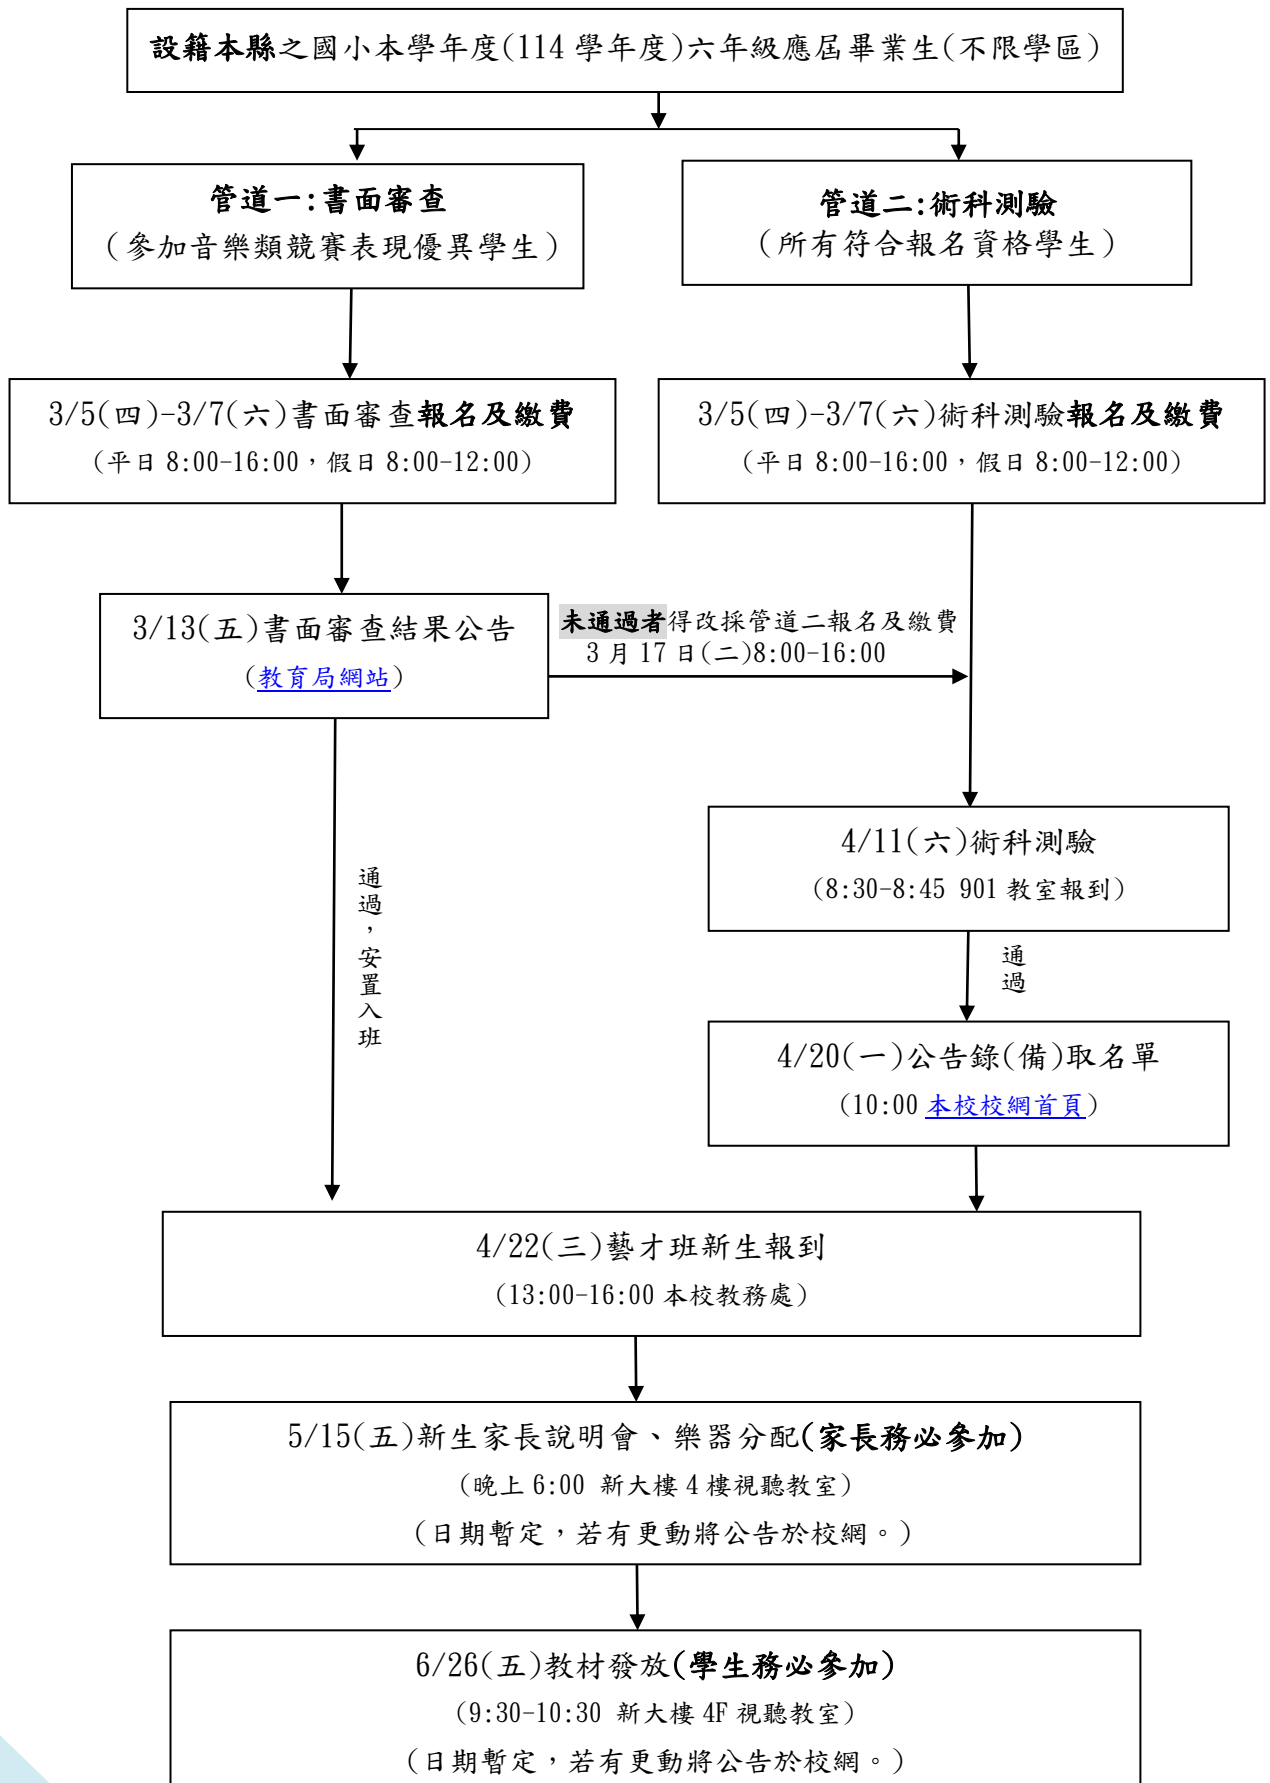 設籍本縣之國小本學年度(114 學年度)六年級應屆畢業生(不限學區)
管道一:書面審查
（參加音樂類競賽表現優異學生）
管道二:術科測驗
（所有符合報名資格學生）
3/5(四)-3/7(六)書面審查報名及繳費
(平日 8:00-16:00，假日 8:00-12:00)
3/5(四)-3/7(六)術科測驗報名及繳費
(平日 8:00-16:00，假日 8:00-12:00)
3/13(五)書面審查結果公告
(教育局網站)
未通過者得改採管道二報名及繳費
3 月 17 日(二)8:00-16:00
4/11(六)術科測驗
(8:30-8:45 901 教室報到)
通過，安置入班
通過
4/20(一)公告錄(備)取名單
(10:00 本校校網首頁)
4/22(三)藝才班新生報到
(13:00-16:00 本校教務處)
5/15(五)新生家長說明會、樂器分配(家長務必參加)
(晚上 6:00 新大樓 4 樓視聽教室)
(日期暫定，若有更動將公告於校網。)
6/26(五)教材發放(學生務必參加)
(9:30-10:30 新大樓 4F 視聽教室)
(日期暫定，若有更動將公告於校網。)